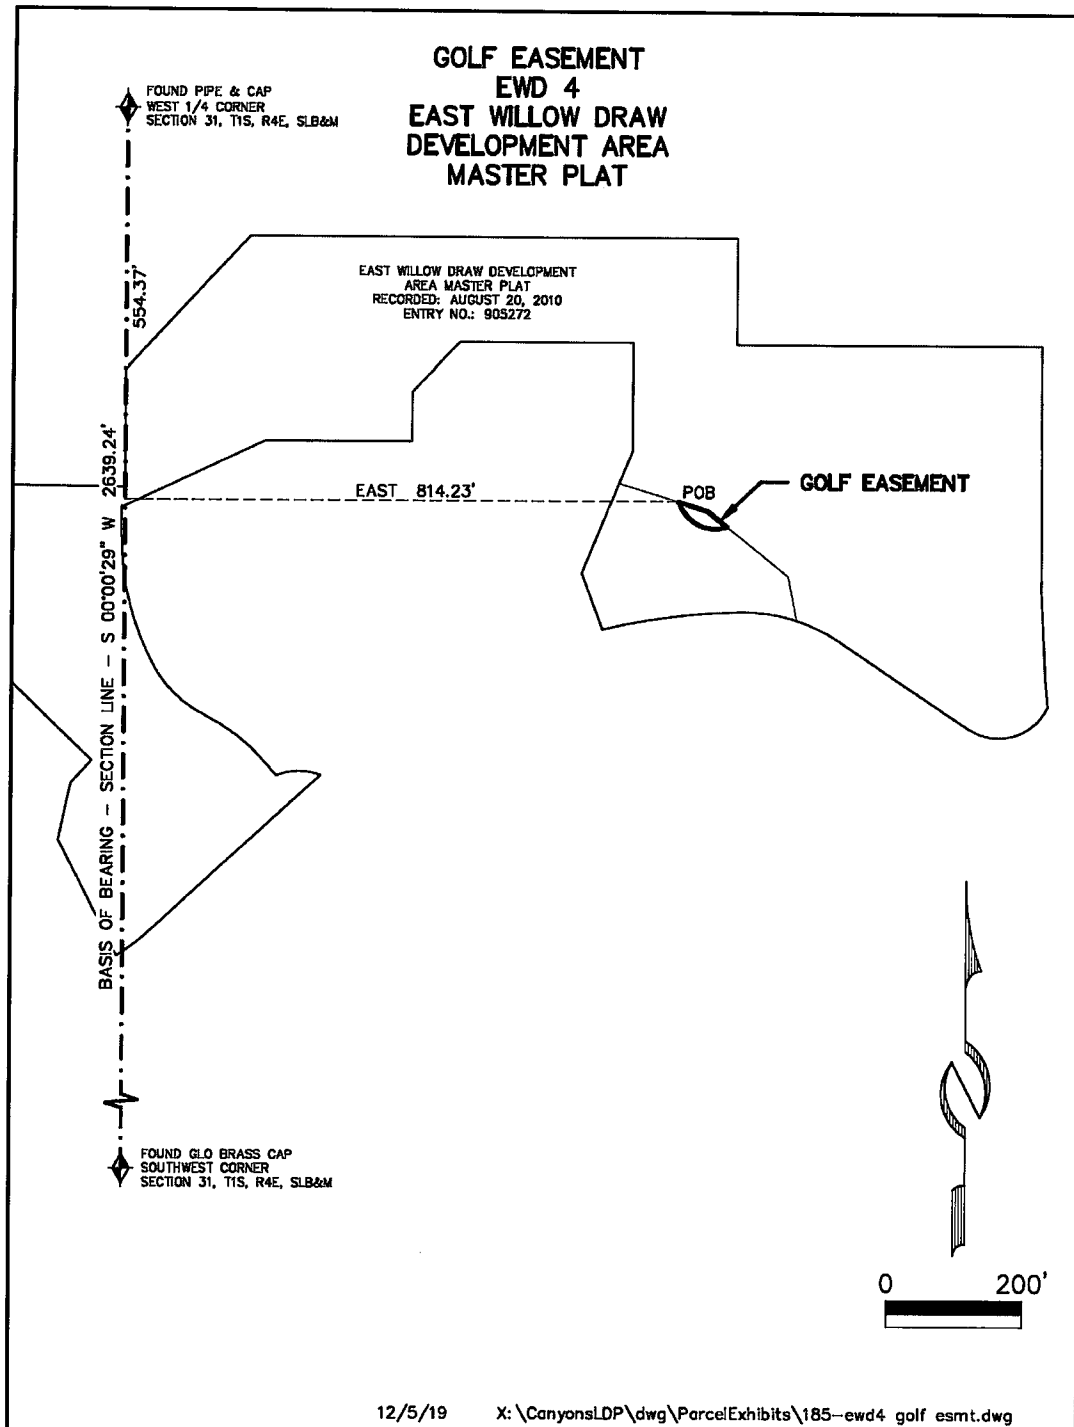 GOLF EASEMENT
EWD 4
EAST WILLOW DRAW
DEVELOPMENT AREA
MASTER PLAT
FOUND PIPE & CAP
WEST 1/4 CORNER
SECTION 31, T1S, R4E, SLB&M
554.37'
EAST WILLOW DRAW DEVELOPMENT
AREA MASTER PLAT
RECORDED: AUGUST 20, 2010
ENTRY NO.: 905272
BASIS OF BEARING - SECTION LINE - S 00°00'29" W 2639.24'
EAST 814.23'
POB
GOLF EASEMENT
FOUND GLO BRASS CAP
SOUTHWEST CORNER
SECTION 31, T1S, R4E, SLB&M
0 200'
12/5/19 X:\CanyonsLDP\dwg\ParcelExhibits\185-ewd4 golf esmt.dwg